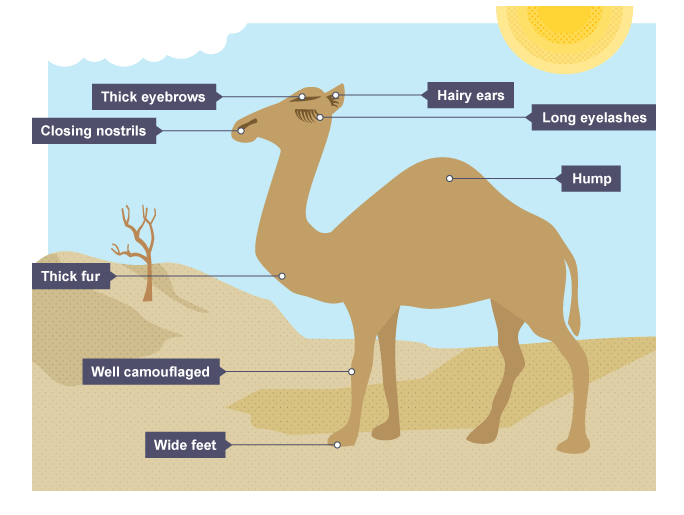 Thick eyebrows
Hairy ears
Long eyelashes
Closing nostrils
Hump
Thick fur
Well camouflaged
Wide feet